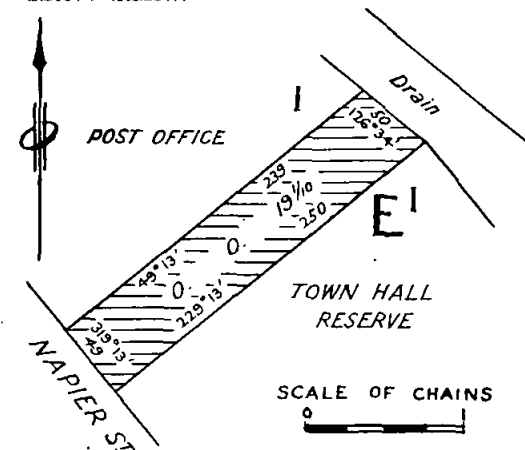 Drain
I
POST OFFICE
50
126°34'
239
19 1/10
250
E¹
0.
0.
49°13'
229°13'
TOWN HALL
RESERVE
319°13'
49
NAPIER ST
SCALE OF CHAINS
0 1